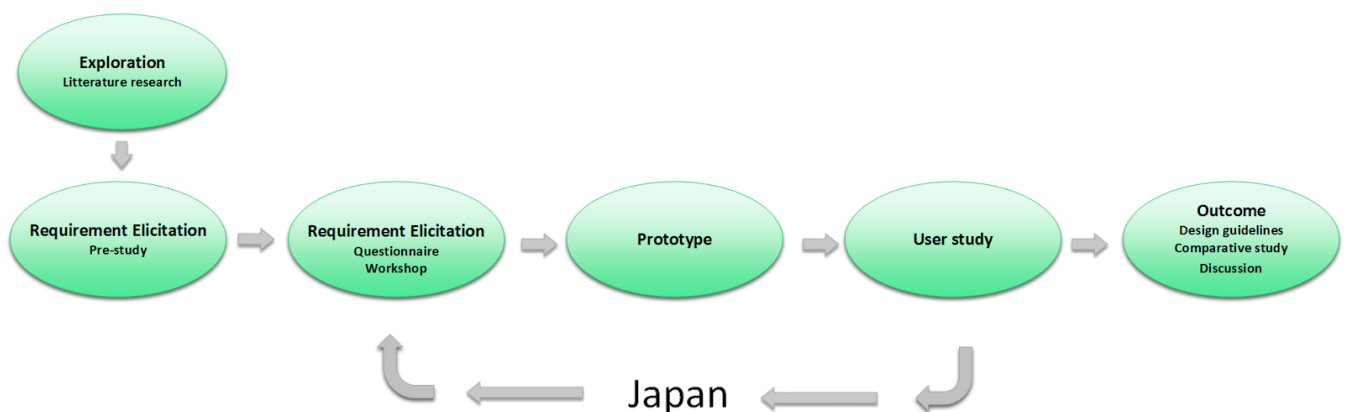 Exploration
Litterature research
Requirement Elicitation
Pre-study
Requirement Elicitation
Questionnaire
Workshop
Prototype
User study
Outcome
Design guidelines
Comparative study
Discussion
Japan